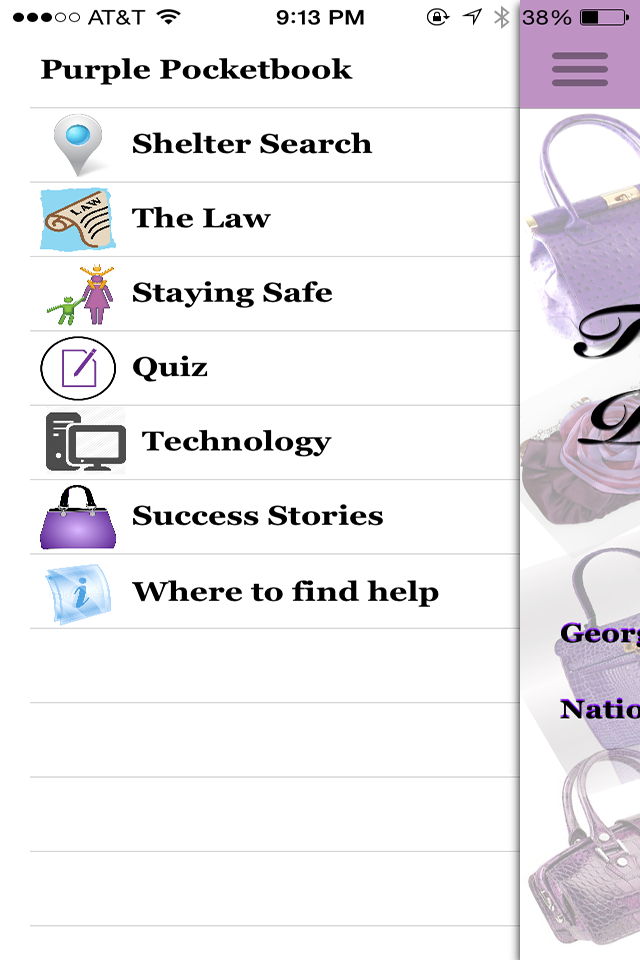 AT&T 9:13 PM 38%
Purple Pocketbook
Shelter Search
LAW
The Law
Staying Safe
Quiz
Technology
Success Stories
i
Where to find help
T
Georg
Natio